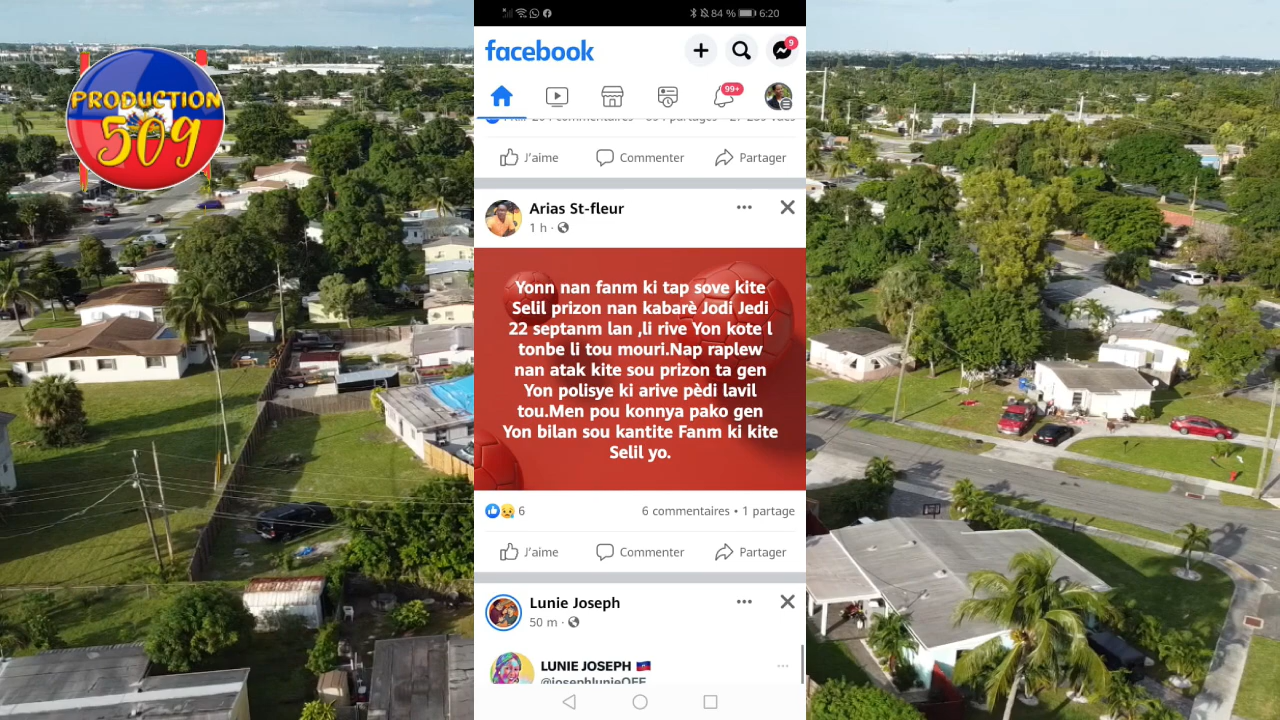 PRODUCTION
509
84 % 6:20
facebook
9
99+
commentaires
J'aime Commenter Partager
Arias St-fleur
1 h
Yonn nan fanm ki tap sove kite
Selil prizon nan kabarè Jodi Jedi
22 septanm lan ,li rive Yon kote l
tonbe li tou mouri.Nap raplew
nan atak kite sou prizon ta gen
Yon polisye ki arive pèdi lavil
tou.Men pou konnya pako gen
Yon bilan sou kantite Fanm ki kite
Selil yo.
6 6 commentaires • 1 partage
J'aime Commenter Partager
Lunie Joseph
50 m
LUNIE JOSEPH